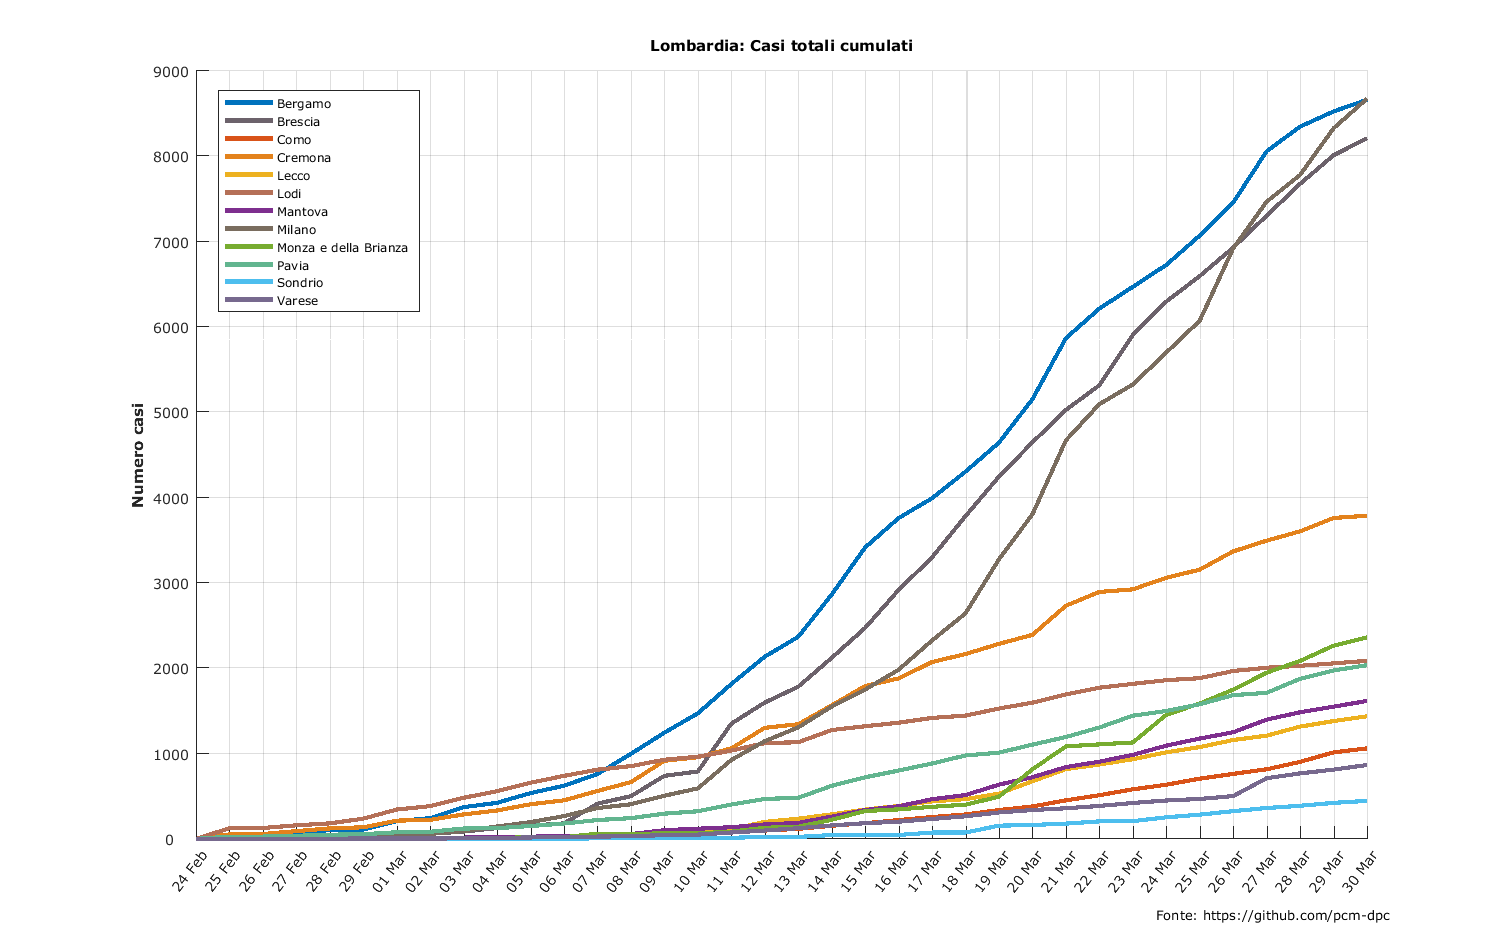 Lombardia: Casi totali cumulati
9000
8000
7000
6000
5000
4000
3000
2000
1000
0
Numero casi
Bergamo
Brescia
Como
Cremona
Lecco
Lodi
Mantova
Milano
Monza e della Brianza
Pavia
Sondrio
Varese
24 Feb
25 Feb
26 Feb
27 Feb
28 Feb
29 Feb
01 Mar
02 Mar
03 Mar
04 Mar
05 Mar
06 Mar
07 Mar
08 Mar
09 Mar
10 Mar
11 Mar
12 Mar
13 Mar
14 Mar
15 Mar
16 Mar
17 Mar
18 Mar
19 Mar
20 Mar
21 Mar
22 Mar
23 Mar
24 Mar
25 Mar
26 Mar
27 Mar
28 Mar
29 Mar
30 Mar
Fonte: https://github.com/pcm-dpc